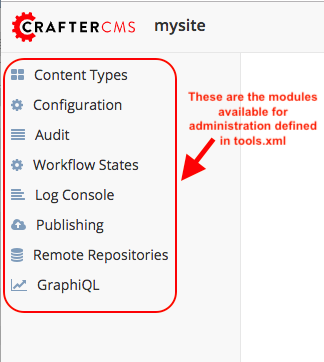 CRAFTERCMS mysite
Content Types
Configuration
Audit
Workflow States
Log Console
Publishing
Remote Repositories
GraphiQL
These are the modules
available for
administration defined
in tools.xml